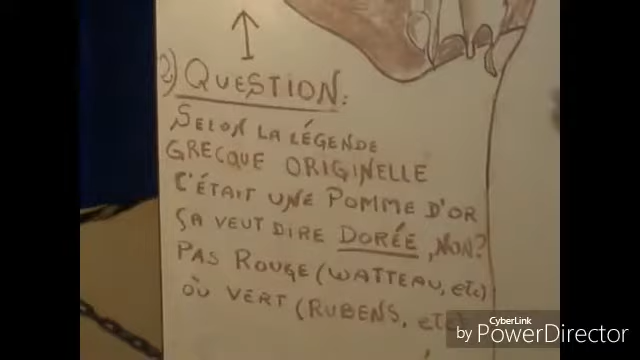 2) QUESTION:
SELON LA LÉGENDE
GRECQUE ORIGINELLE
C'ÉTAIT UNE POMME D'OR
ÇA VEUT DIRE DORÉE, NON?
PAS ROUGE (WATTEAU, etc)
OÙ VERT (RUBENS, etc)
CyberLink
by PowerDirector